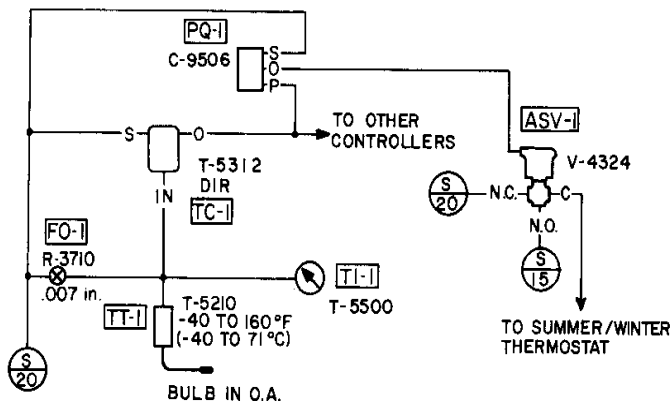 PQ-1
C-9506
S
O
P
TO OTHER
CONTROLLERS
ASV-1
V-4324
S
O
T-5312
DIR
TC-1
IN
S
20
N.C.
C
N.O.
S
15
FO-1
R-3710
.007 in.
TI-1
T-5500
TT-1
T-5210
-40 TO 160°F
(-40 TO 71°C)
S
20
BULB IN O.A.
TO SUMMER/WINTER
THERMOSTAT